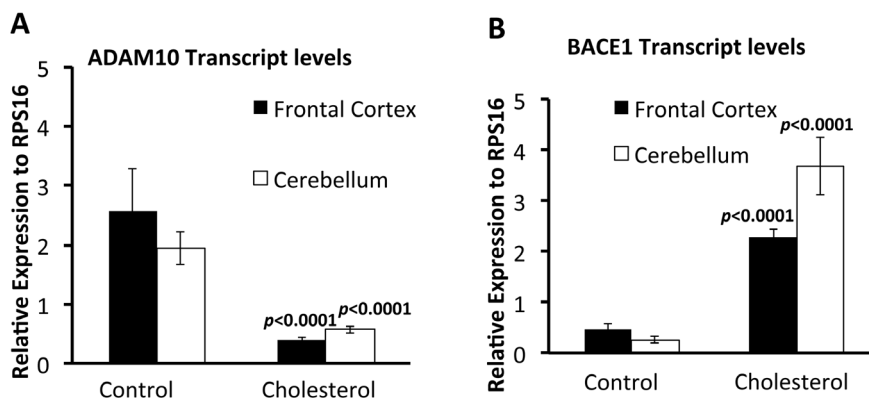 A
ADAM10 Transcript levels
Relative Expression to RPS16
5
4
3
2
1
0
Frontal Cortex
Cerebellum
p<0.0001
p<0.0001
Control
Cholesterol
B
BACE1 Transcript levels
Relative Expression to RPS16
5
4
3
2
1
0
Frontal Cortex
Cerebellum
p<0.0001
p<0.0001
Control
Cholesterol